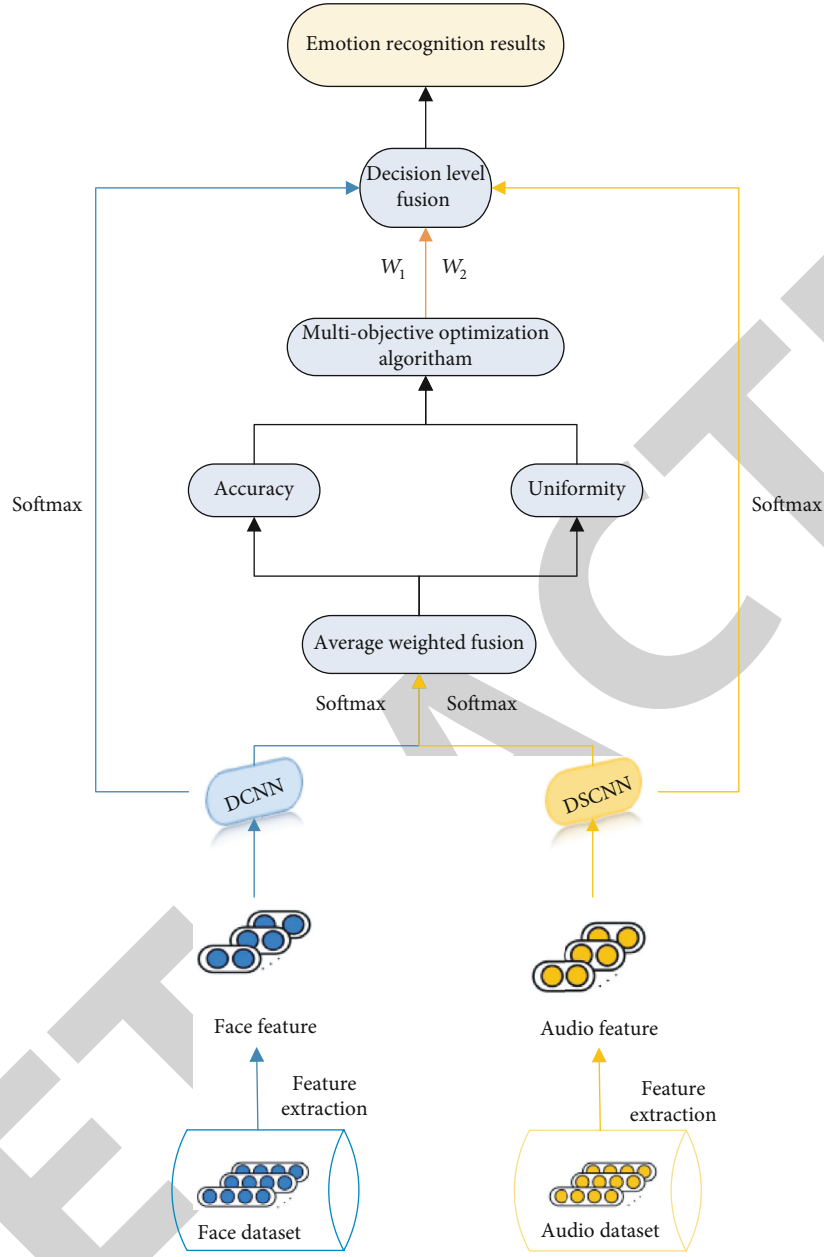 Emotion recognition results
Decision level
fusion
W₁ W₂
Multi-objective optimization
algoritham
Accuracy
Uniformity
Softmax
Softmax
Average weighted fusion
Softmax
Softmax
DCNN
DSCNN
Face feature
Audio feature
Feature
extraction
Feature
extraction
Face dataset
Audio dataset